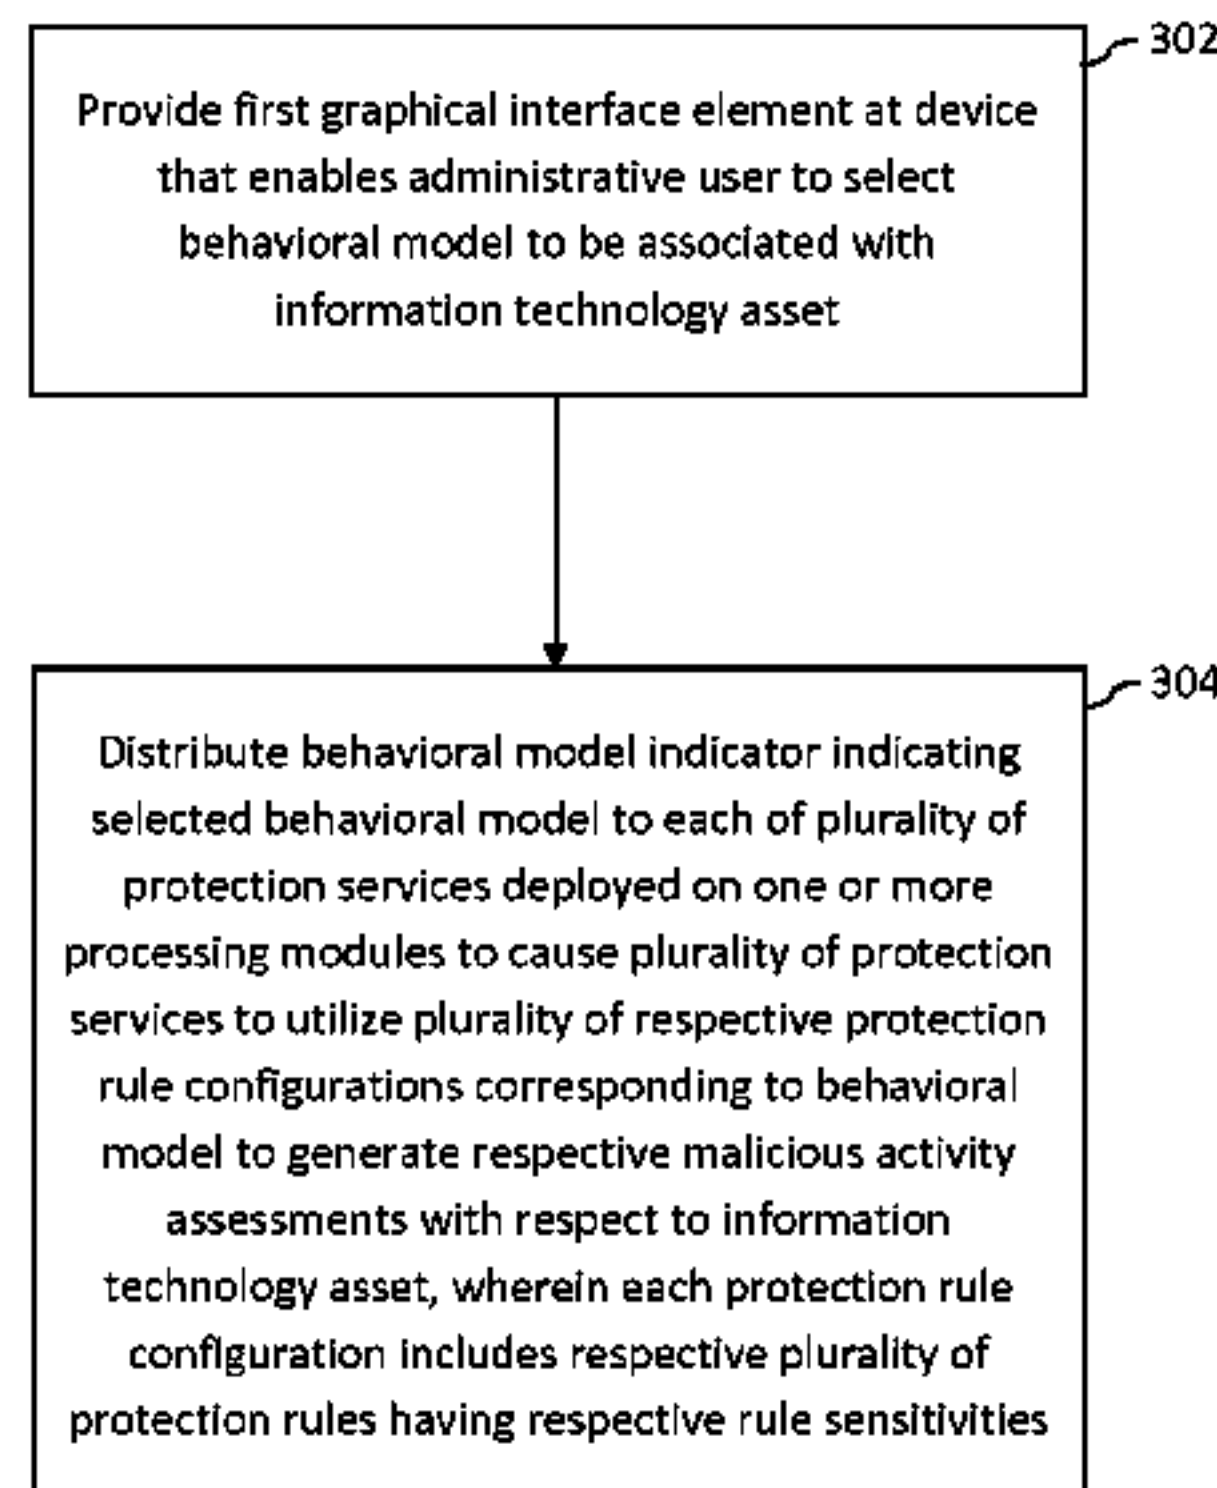 302
Provide first graphical interface element at device
that enables administrative user to select
behavioral model to be associated with
information technology asset
304
Distribute behavioral model indicator indicating
selected behavioral model to each of plurality of
protection services deployed on one or more
processing modules to cause plurality of protection
services to utilize plurality of respective protection
rule configurations corresponding to behavioral
model to generate respective malicious activity
assessments with respect to information
technology asset, wherein each protection rule
configuration includes respective plurality of
protection rules having respective rule sensitivities